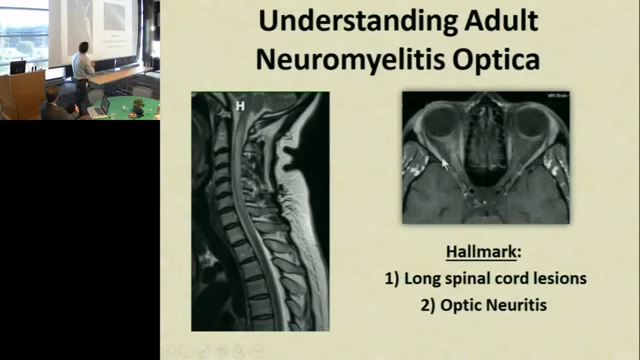 Understanding Adult
Neuromyelitis Optica
H
Hallmark:
1) Long spinal cord lesions
2) Optic Neuritis